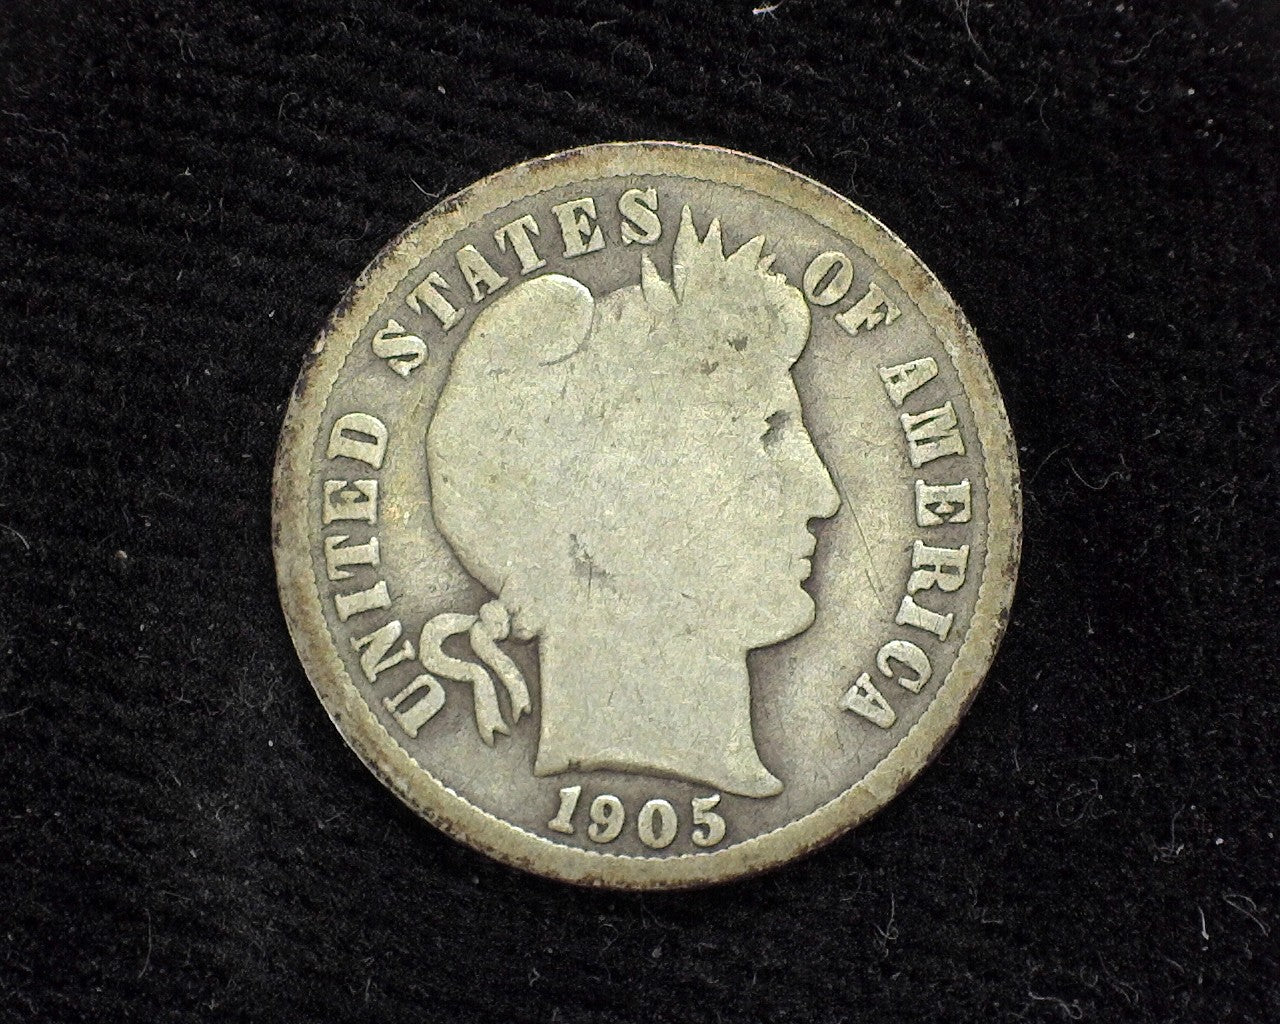 UNITED STATES OF AMERICA
1905